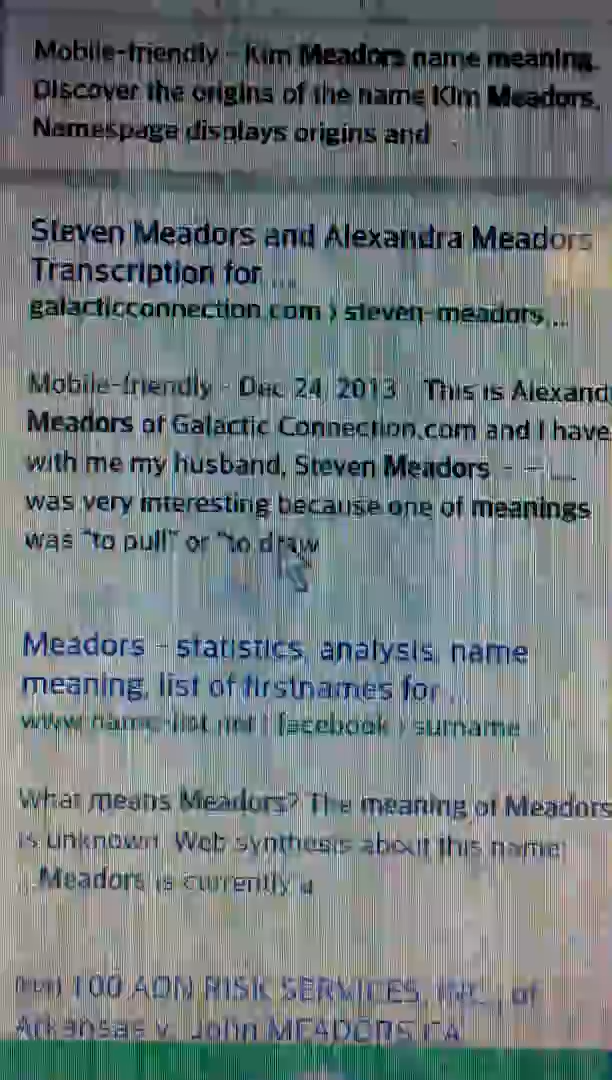 Mobile-friendly - Kim Meadors name meaning.
Discover the origins of the name Kim Meadors,
Namespage displays origins and
Steven Meadors and Alexandra Meadors
Transcription for ...
galacticconnection.com › steven-meadors...
Mobile-friendly - Dec 24, 2013 This is Alexand
Meadors of Galactic Connection.com and I have
with me my husband, Steven Meadors - - ...
was very interesting because one of meanings
was "to pull" or "to draw
Meadors - statistics, analysis, name
meaning, list of firstnames for ...
www.name-list.net | facebook › surname
What means Meadors? The meaning of Meadors
is unknown. Web synthesis about this name:
...Meadors is currently a
100 AON RISK SERVICES, INC., of
Arkansas v. John MEADORS